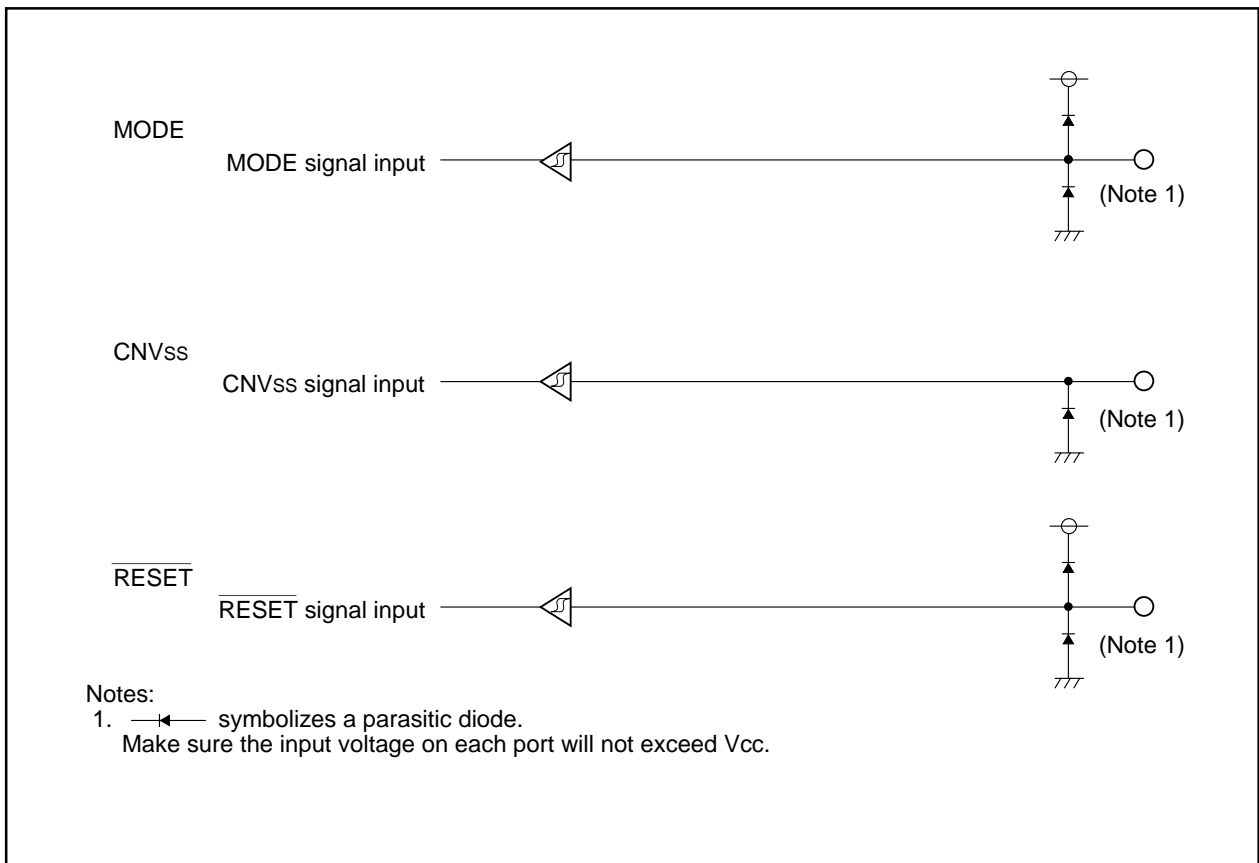 MODE
MODE signal input
(Note 1)
CNVss
CNVss signal input
(Note 1)
RESET
RESET signal input
(Note 1)
Notes:
1. symbolizes a parasitic diode.
Make sure the input voltage on each port will not exceed Vcc.